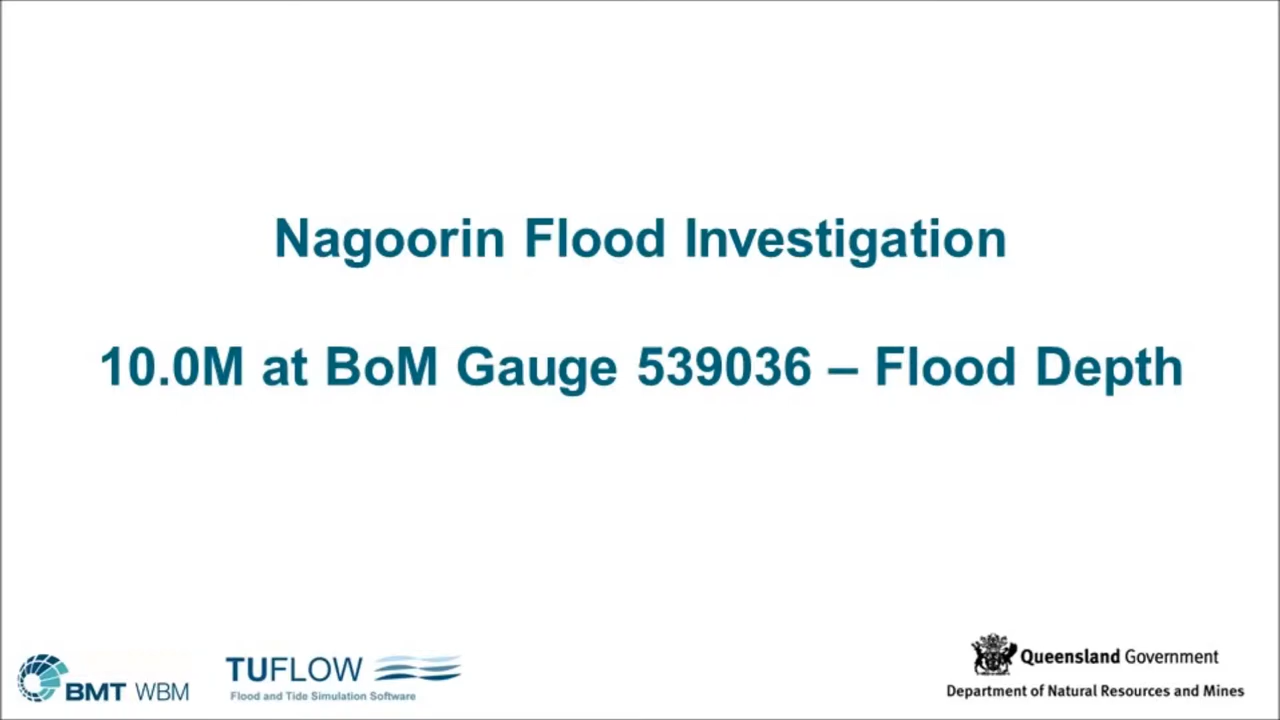 Nagoorin Flood Investigation
10.0M at BoM Gauge 539036 – Flood Depth
BMT WBM
TUFLOW
Flood and Tide Simulation Software
Queensland Government
Department of Natural Resources and Mines